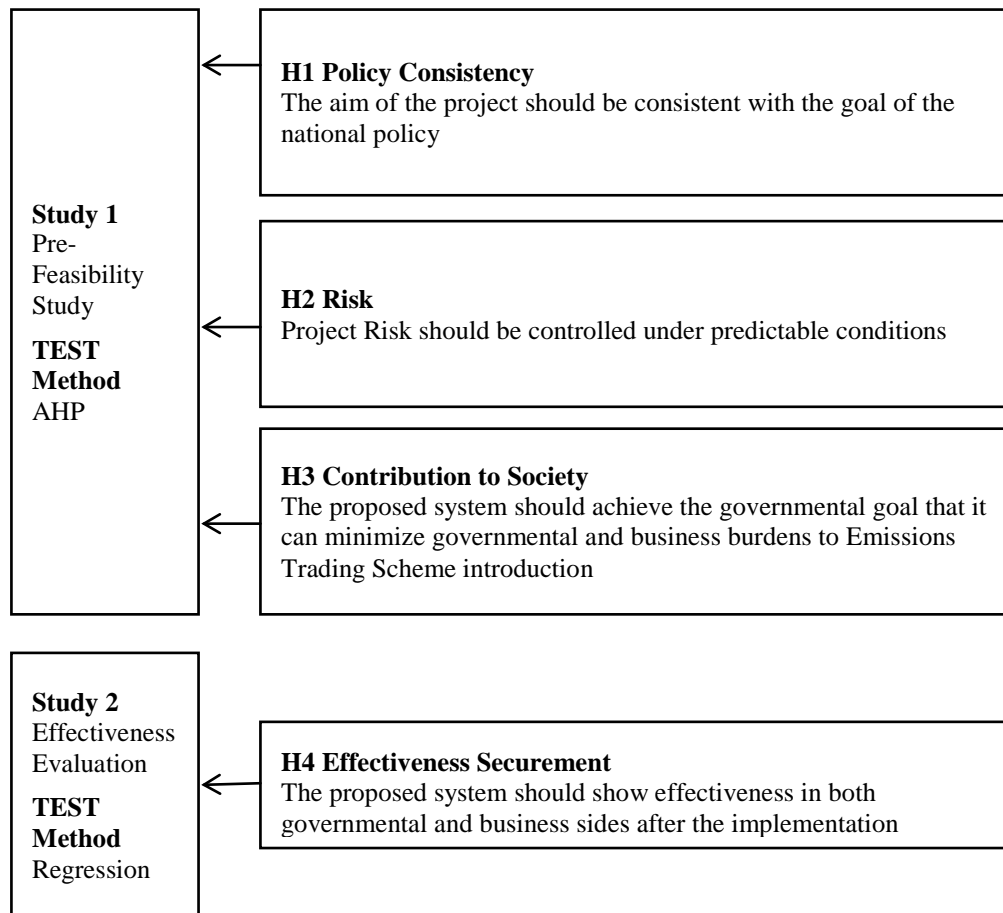 Study 1
Pre-
Feasibility
Study
TEST
Method
AHP
H1 Policy Consistency
The aim of the project should be consistent with the goal of the
national policy
H2 Risk
Project Risk should be controlled under predictable conditions
H3 Contribution to Society
The proposed system should achieve the governmental goal that it
can minimize governmental and business burdens to Emissions
Trading Scheme introduction
Study 2
Effectiveness
Evaluation
TEST
Method
Regression
H4 Effectiveness Securement
The proposed system should show effectiveness in both
governmental and business sides after the implementation